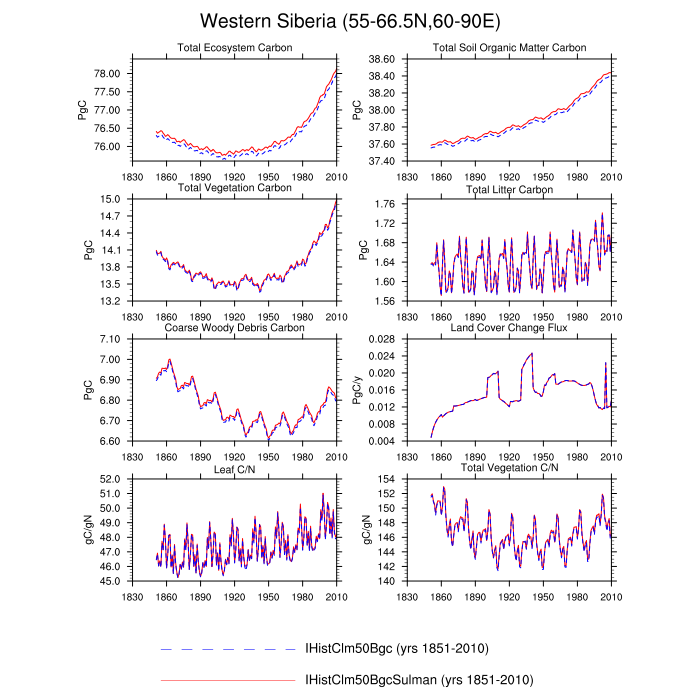 Western Siberia (55-66.5N,60-90E)
Total Ecosystem Carbon
PgC
78.00
77.50
77.00
76.50
76.00
1830 1860 1890 1920 1950 1980 2010
Total Soil Organic Matter Carbon
PgC
38.60
38.40
38.20
38.00
37.80
37.60
37.40
1830 1860 1890 1920 1950 1980 2010
Total Vegetation Carbon
PgC
15.0
14.7
14.4
14.1
13.8
13.5
13.2
1830 1860 1890 1920 1950 1980 2010
Total Litter Carbon
PgC
1.76
1.72
1.68
1.64
1.60
1.56
1830 1860 1890 1920 1950 1980 2010
Coarse Woody Debris Carbon
PgC
7.10
7.00
6.90
6.80
6.70
6.60
1830 1860 1890 1920 1950 1980 2010
Land Cover Change Flux
PgC/y
0.028
0.024
0.020
0.016
0.012
0.008
0.004
1830 1860 1890 1920 1950 1980 2010
Leaf C/N
gC/gN
52.0
51.0
50.0
49.0
48.0
47.0
46.0
45.0
1830 1860 1890 1920 1950 1980 2010
Total Vegetation C/N
gC/gN
154
152
150
148
146
144
142
140
1830 1860 1890 1920 1950 1980 2010
IHistClm50Bgc (yrs 1851-2010)
IHistClm50BgcSulman (yrs 1851-2010)